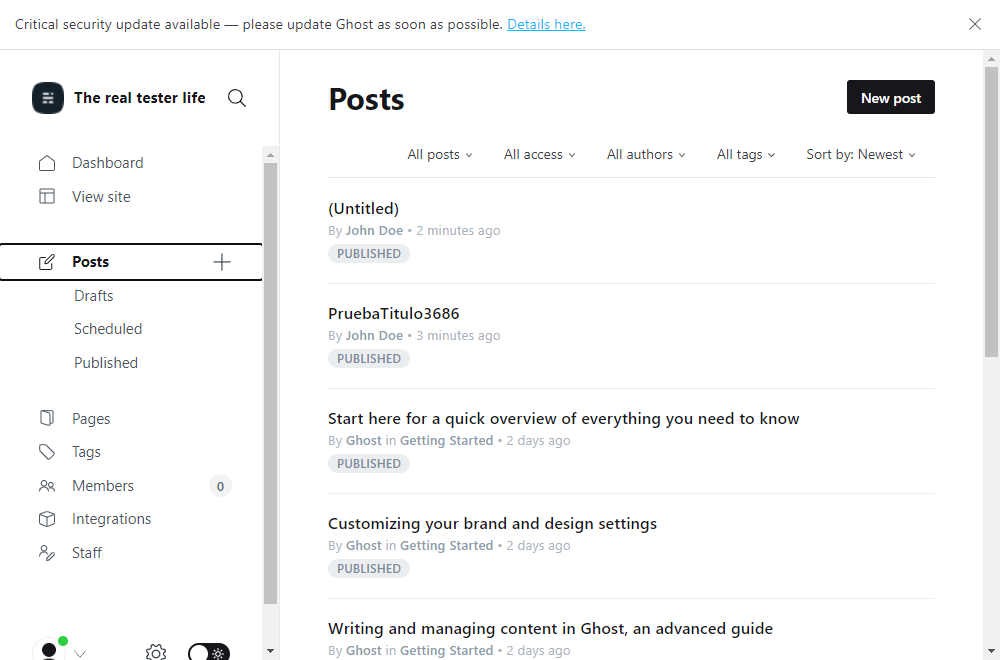 Critical security update available — please update Ghost as soon as possible. Details here.
The real tester life
Dashboard
View site
Posts
Drafts
Scheduled
Published
Pages
Tags
Members 0
Integrations
Staff
Posts
New post
All posts All access All authors All tags Sort by: Newest
(Untitled)
By John Doe • 2 minutes ago
PUBLISHED
PruebaTitulo3686
By John Doe • 3 minutes ago
PUBLISHED
Start here for a quick overview of everything you need to know
By Ghost in Getting Started • 2 days ago
PUBLISHED
Customizing your brand and design settings
By Ghost in Getting Started • 2 days ago
PUBLISHED
Writing and managing content in Ghost, an advanced guide
By Ghost in Getting Started • 2 days ago